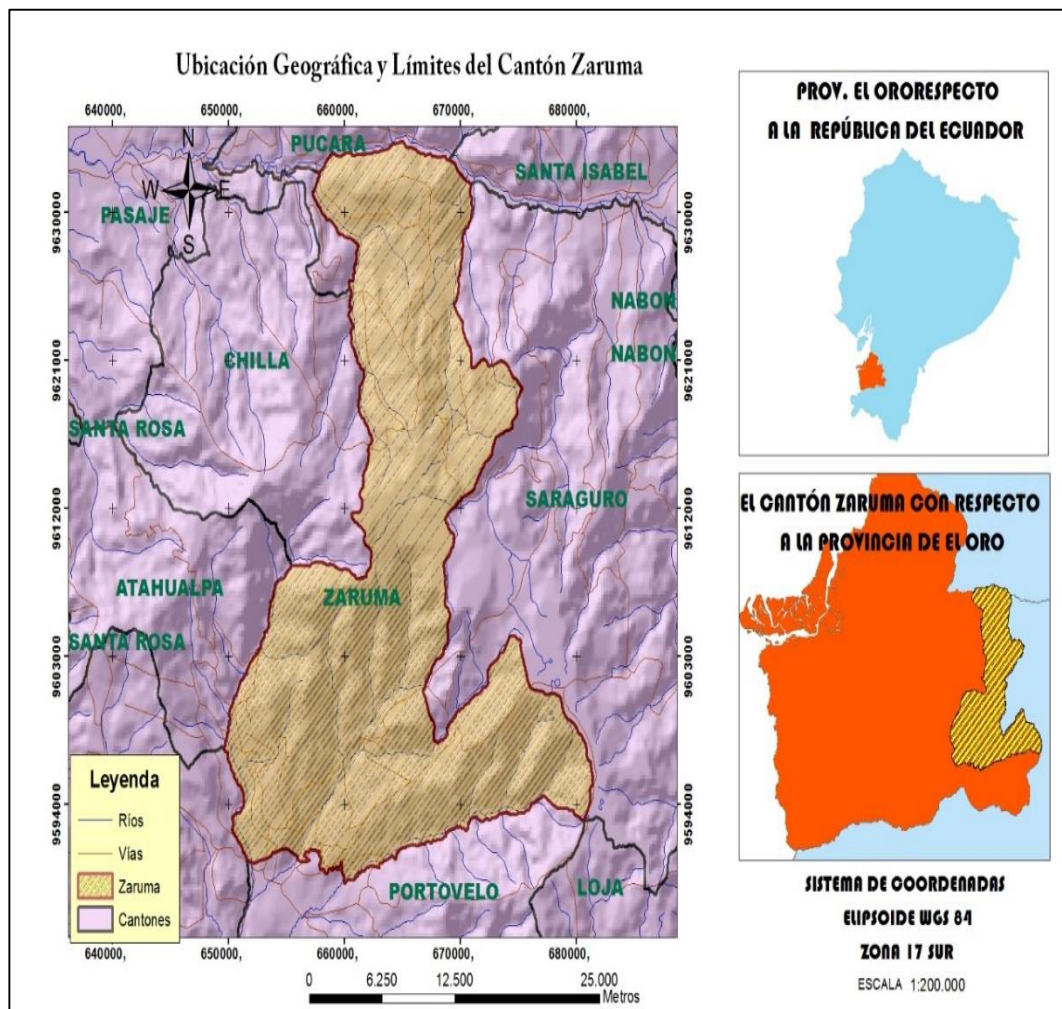 Ubicación Geográfica y Límites del Cantón Zaruma
640000,
650000,
660000,
670000,
680000,
N
W
E
S
PUCARA
SANTA ISABEL
PASAJE
9630000
9630000
NABON
NABON
CHILLA
9621000
9621000
SANTA ROSA
SARAGURO
9612000
9612000
ATAHUALPA
ZARUMA
SANTA ROSA
9603000
9603000
9594000
9594000
PORTOVELO
LOJA
Leyenda
Ríos
Vías
Zaruma
Cantones
640000,
650000,
660000,
670000,
680000,
0
6.250
12.500
25.000
Metros
PROV. EL ORORESPECTO
A LA REPÚBLICA DEL ECUADOR
EL CANTÓN ZARUMA CON RESPECTO
A LA PROVINCIA DE EL ORO
SISTEMA DE COORDENADAS
ELIPSOIDE WGS 84
ZONA 17 SUR
ESCALA 1:200.000